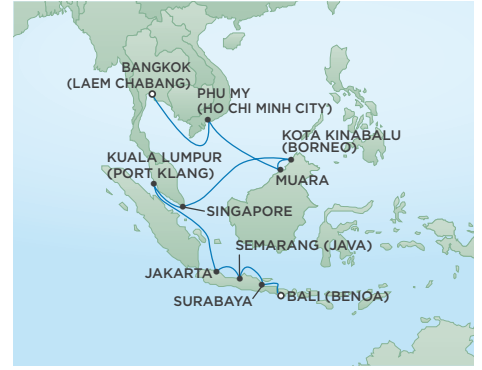 BANGKOK
(LAEM CHABANG)
PHU MY
(HO CHI MINH CITY)
KOTA KINABALU
(BORNEO)
KUALA LUMPUR
(PORT KLANG)
MUARA
SINGAPORE
SEMARANG (JAVA)
JAKARTA
SURABAYA
BALI (BENOA)